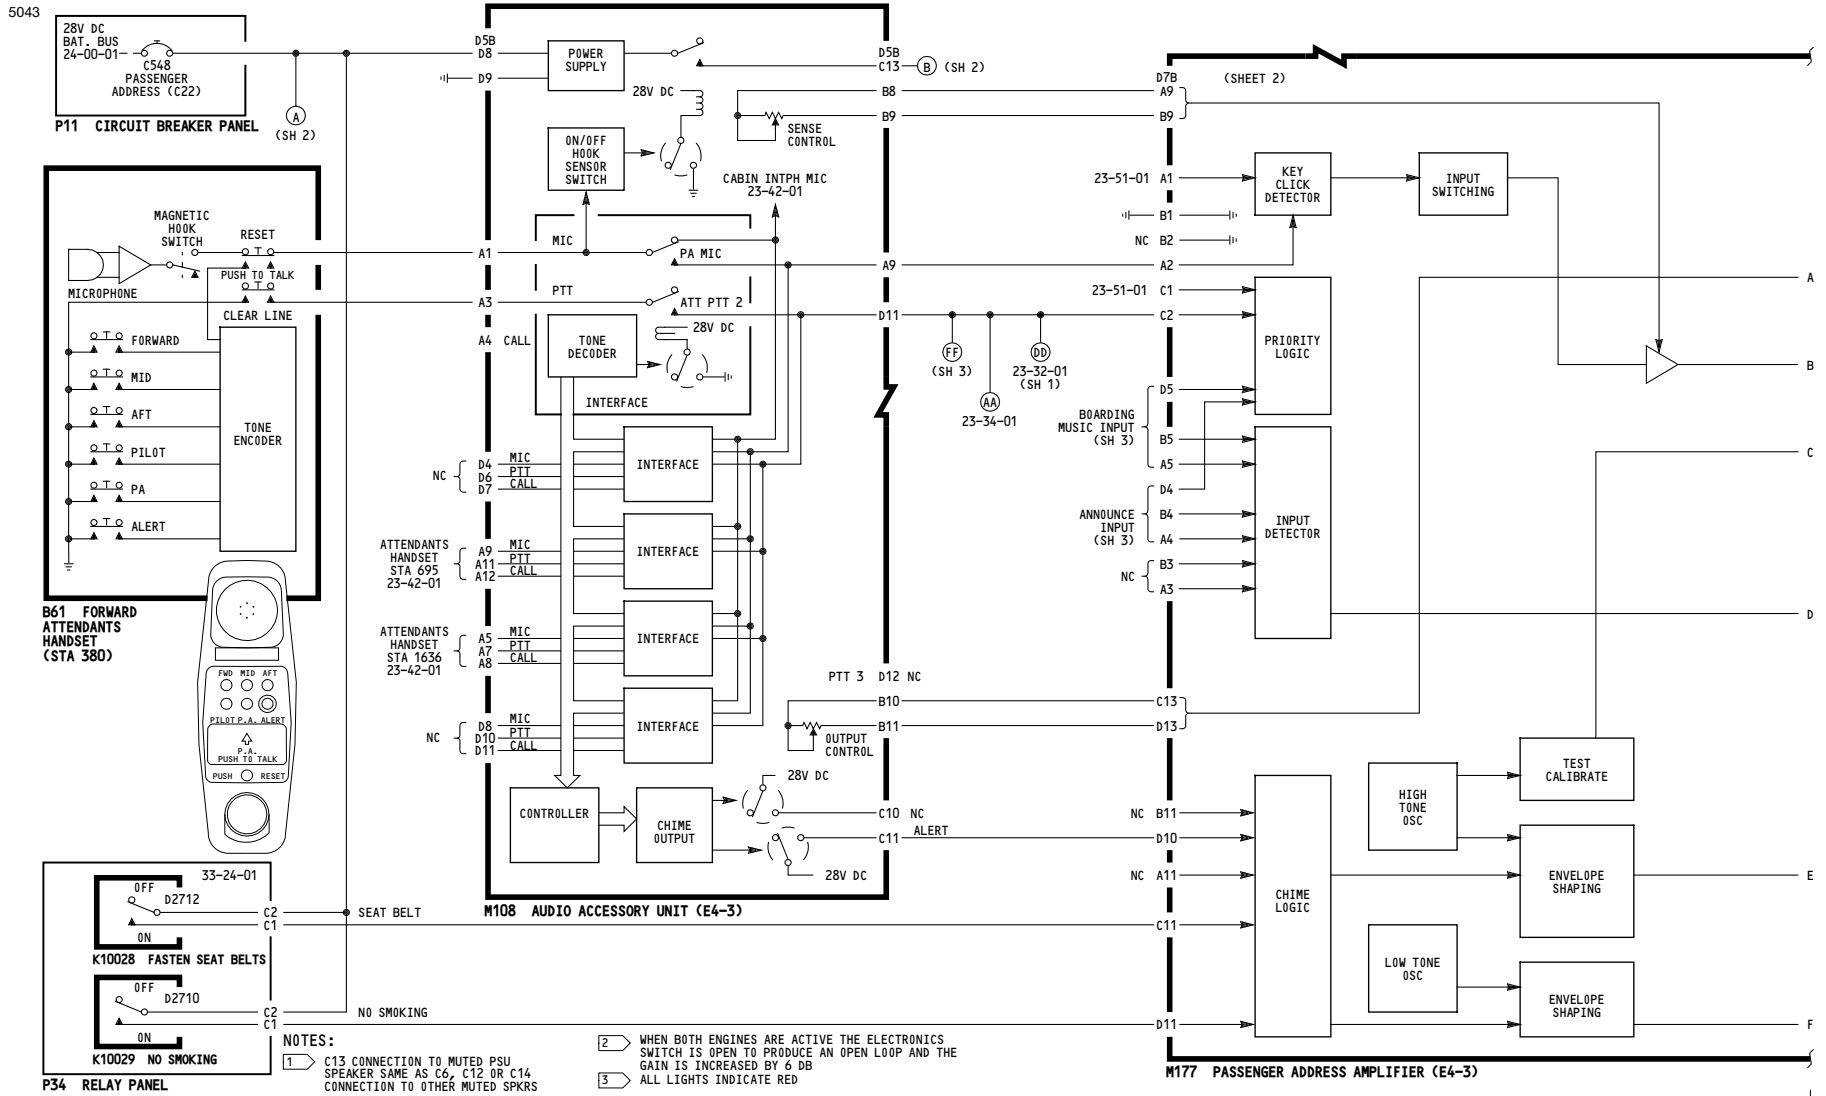 5043
28V DC
BAT. BUS
24-00-01
C548
PASSENGER
ADDRESS (C22)
P11 CIRCUIT BREAKER PANEL
A
(SH 2)
MAGNETIC
HOOK
SWITCH
RESET
PUSH TO TALK
MICROPHONE
CLEAR LINE
FORWARD
MID
AFT
PILOT
PA
ALERT
TONE
ENCODER
B61 FORWARD
ATTENDANTS
HANDSET
(STA 380)
FWD MID AFT
PILOT P.A. ALERT
P.A.
PUSH TO TALK
PUSH RESET
33-24-01
OFF
D2712
ON
C2
C1
SEAT BELT
K10028 FASTEN SEAT BELTS
OFF
D2710
ON
C2
C1
NO SMOKING
K10029 NO SMOKING
P34 RELAY PANEL
D5B
D8
D9
POWER
SUPPLY
D5B
C13
B (SH 2)
28V DC
B8
B9
SENSE
CONTROL
ON/OFF
HOOK
SENSOR
SWITCH
CABIN INTPH MIC
23-42-01
A1
MIC
PA MIC
A9
A3
PTT
ATT PTT 2
D11
A4 CALL
TONE
DECODER
28V DC
INTERFACE
NC
D4 MIC
D6 PTT
D7 CALL
INTERFACE
ATTENDANTS
HANDSET
STA 695
23-42-01
A9 MIC
A11 PTT
A12 CALL
INTERFACE
ATTENDANTS
HANDSET
STA 1636
23-42-01
A5 MIC
A7 PTT
A8 CALL
INTERFACE
NC
D8 MIC
D10 PTT
D11 CALL
INTERFACE
PTT 3 D12 NC
B10
B11
OUTPUT
CONTROL
CONTROLLER
CHIME
OUTPUT
28V DC
C10 NC
C11 ALERT
28V DC
M108 AUDIO ACCESSORY UNIT (E4-3)
FF
(SH 3)
AA
23-34-01
DD
23-32-01
(SH 1)
D7B
(SHEET 2)
A9
B9
23-51-01 A1
B1
NC B2
A2
KEY
CLICK
DETECTOR
INPUT
SWITCHING
23-51-01 C1
C2
PRIORITY
LOGIC
BOARDING
MUSIC INPUT
(SH 3)
D5
B5
A5
ANNOUNCE
INPUT
(SH 3)
D4
B4
A4
NC
B3
A3
INPUT
DETECTOR
C13
D13
NC B11
D10
NC A11
C11
D11
CHIME
LOGIC
HIGH
TONE
OSC
LOW TONE
OSC
TEST
CALIBRATE
ENVELOPE
SHAPING
ENVELOPE
SHAPING
A
B
C
D
E
F
M177 PASSENGER ADDRESS AMPLIFIER (E4-3)
NOTES:
1 C13 CONNECTION TO MUTED PSU
SPEAKER SAME AS C6, C12 OR C14
CONNECTION TO OTHER MUTED SPKRS
2 WHEN BOTH ENGINES ARE ACTIVE THE ELECTRONICS
SWITCH IS OPEN TO PRODUCE AN OPEN LOOP AND THE
GAIN IS INCREASED BY 6 DB
3 ALL LIGHTS INDICATE RED